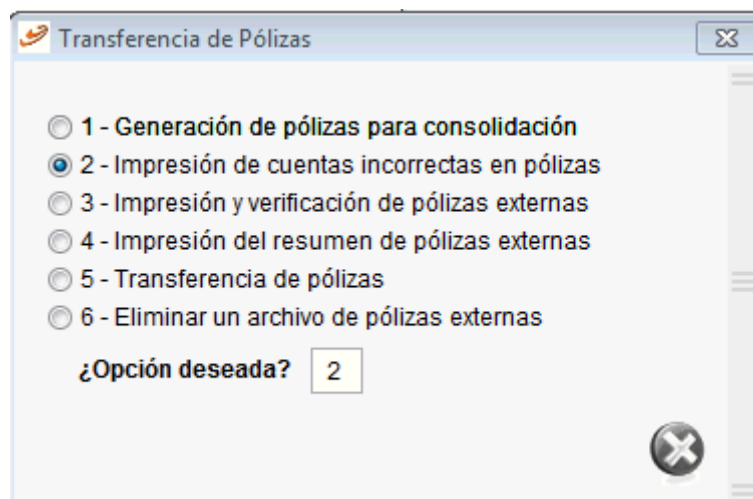 Transferencia de Pólizas
1 - Generación de pólizas para consolidación
2 - Impresión de cuentas incorrectas en pólizas
3 - Impresión y verificación de pólizas externas
4 - Impresión del resumen de pólizas externas
5 - Transferencia de pólizas
6 - Eliminar un archivo de pólizas externas
¿Opción deseada? 2